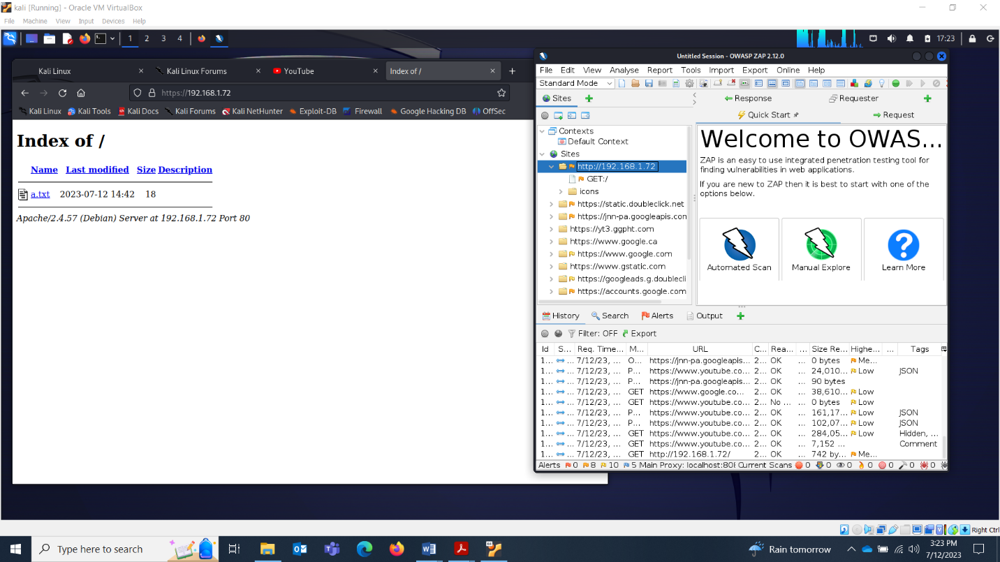 kali [Running] - Oracle VM VirtualBox
File Machine View Input Devices Help
1 2 3 4 17:23
Kali Linux Kali Linux Forums YouTube Index of /
https://192.168.1.72
Kali Linux Kali Tools Kali Docs Kali Forums Kali NetHunter Exploit-DB Firewall Google Hacking DB OffSec
Index of /
Name Last modified Size Description
a.txt 2023-07-12 14:42 18
Apache/2.4.57 (Debian) Server at 192.168.1.72 Port 80
Untitled Session - OWASP ZAP 2.12.0
File Edit View Analyse Report Tools Import Export Online Help
Standard Mode
Sites
Contexts
Default Context
Sites
http://192.168.1.72
GET:/
icons
https://static.doubleclick.net
https://jnn-pa.googleapis.con
https://yt3.ggpht.com
https://www.google.ca
https://www.google.com
https://www.gstatic.com
https://googleads.g.doublecli
https://accounts.google.com
Response Requester
Quick Start Request
Welcome to OWAS...
ZAP is an easy to use integrated penetration testing tool for
finding vulnerabilities in web applications.
If you are new to ZAP then it is best to start with one of the
options below.
Automated Scan Manual Explore Learn More
History Search Alerts Output
Filter: OFF Export
Id S... Req. Time... M... URL C... Rea... ... Size Re... Highe... ... Tags
1... ... 7/12/23, ... O... https://jnn-pa.googleapis... 2... OK ... 0 bytes Me...
1... ... 7/12/23, ... P... https://www.youtube.co... 2... OK ... 24,010... Low JSON
1... ... 7/12/23, ... P... https://jnn-pa.googleapis... 2... OK ... 90 bytes
1... ... 7/12/23, ... GET https://www.google.co... 2... OK ... 38,610... Low
1... ... 7/12/23, ... GET https://www.youtube.co... 2... No ... ... 0 bytes Low
1... ... 7/12/23, ... P... https://www.youtube.co... 2... OK ... 161,17... Low JSON
1... ... 7/12/23, ... P... https://www.youtube.co... 2... OK ... 102,07... Low JSON
1... ... 7/12/23, ... GET https://www.youtube.co... 2... OK ... 284,05... Low Hidden, ...
1... ... 7/12/23, ... GET https://www.youtube.co... 2... OK ... 7,152 ... Comment
1... ... 7/12/23, ... GET http://192.168.1.72/ 2... OK ... 742 by... Me...
Alerts 0 8 10 5 Main Proxy: localhost:808 Current Scans 0 0 0 0 0 0 0
Right Ctrl
Type here to search
Rain tomorrow
3:23 PM
7/12/2023